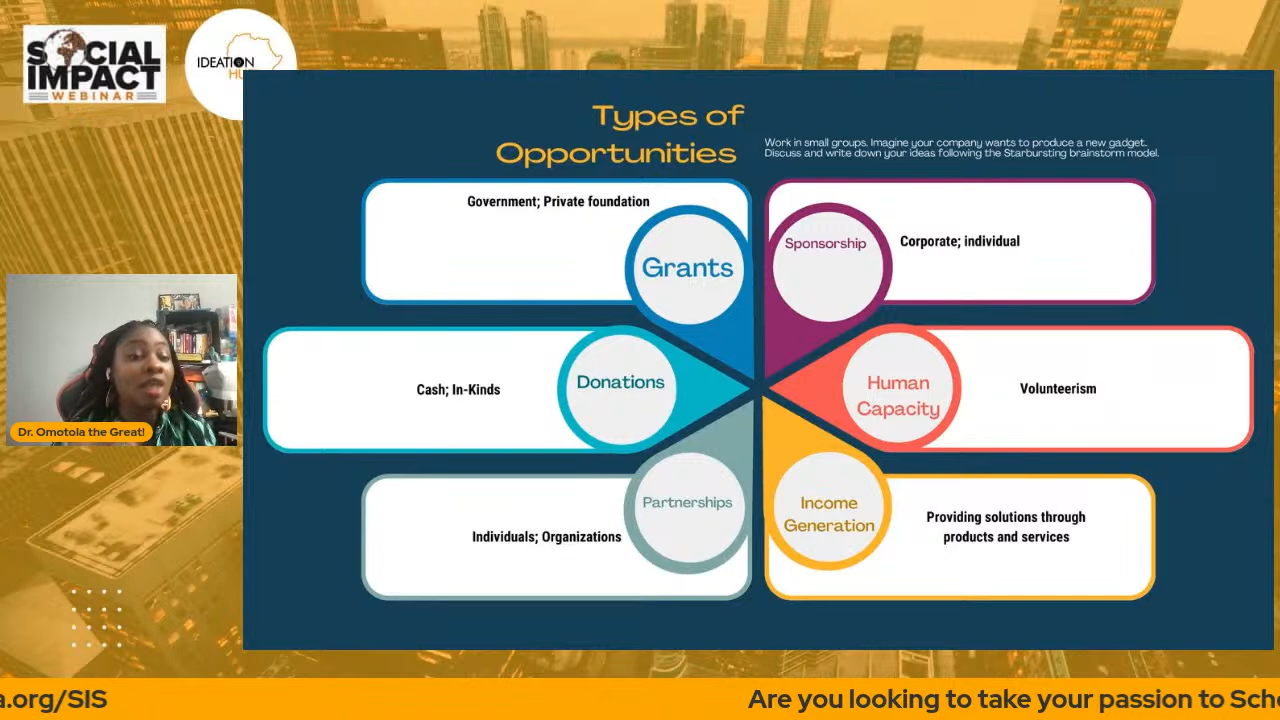 SOCIAL
IMPACT
WEBINAR
IDEATION
HU
Types of
Opportunities
Work in small groups. Imagine your company wants to produce a new gadget.
Discuss and write down your ideas following the Starbursting brainstorm model.
Government; Private foundation
Grants
Sponsorship
Corporate; individual
Cash; In-Kinds
Donations
Human
Capacity
Volunteerism
Individuals; Organizations
Partnerships
Income
Generation
Providing solutions through
products and services
Dr. Omotola the Great!
a.org/SIS
Are you looking to take your passion to Scho